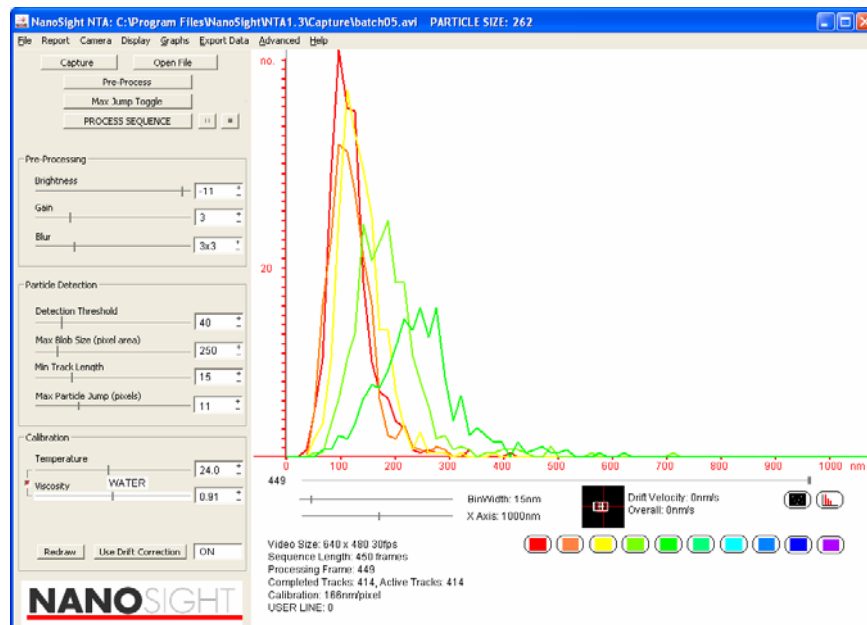 NanoSight NTA: C:\Program Files\NanoSight\NTA1.3\Capture\batch05.avi PARTICLE SIZE: 262
File Report Camera Display Graphs Export Data Advanced Help
Capture Open File
Pre-Process
Max Jump Toggle
PROCESS SEQUENCE
Pre-Processing
Brightness
-11
Gain
3
Blur
3x3
Particle Detection
Detection Threshold
40
Max Blob Size (pixel area)
250
Min Track Length
15
Max Particle Jump (pixels)
11
Calibration
Temperature
24.0
Viscosity WATER
0.91
Redraw Use Drift Correction ON
NANOSIGHT
no.
20
0 100 200 300 400 500 600 700 800 900 1000 nm
449
BinWidth: 15nm
X Axis: 1000nm
Drift Velocity: 0nm/s
Overall: 0nm/s
Video Size: 640 x 480 30fps
Sequence Length: 450 frames
Processing Frame: 449
Completed Tracks: 414, Active Tracks: 414
Calibration: 166nm/pixel
USER LINE: 0